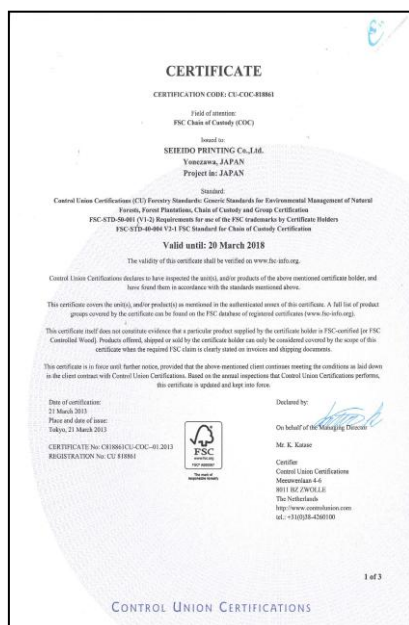 CERTIFICATE
CERTIFICATION CODE: CU-COC-818861
Field of attention:
FSC Chain of Custody (COC)
Issued to:
SEIEIDO PRINTING Co.,Ltd.
Yonezawa, JAPAN
Project in: JAPAN
Standard:
Control Union Certifications (CU) Forestry Standards: Generic Standards for Environmental Management of Natural
Forests, Forest Plantations, Chain of Custody and Group Certification
FSC-STD-50-001 (V1-2) Requirements for use of the FSC trademarks by Certificate Holders
FSC-STD-40-004 V2-1 FSC Standard for Chain of Custody Certification
Valid until: 20 March 2018
The validity of this certificate shall be verified on www.fsc-info.org.
Control Union Certifications declares to have inspected the unit(s), and/or products of the above mentioned certificate holder, and
have found them in accordance with the standards mentioned above.
This certificate covers the unit(s), and/or product(s) as mentioned in the authenticated annex of this certificate. A full list of product
groups covered by the certificate can be found on the FSC database of registered certificates (www.fsc-info.org).
This certificate itself does not constitute evidence that a particular product supplied by the certificate holder is FSC-certified [or FSC
Controlled Wood]. Products offered, shipped or sold by the certificate holder can only be considered covered by the scope of this
certificate when the required FSC claim is clearly stated on invoices and shipping documents.
This certificate is in force until further notice, provided that the above-mentioned client continues meeting the conditions as laid down
in the client contract with Control Union Certifications. Based on the annual inspections that Control Union Certifications performs,
this certificate is updated and kept into force.
Date of certification:
21 March 2013
Place and date of issue:
Tokyo, 21 March 2013
CERTIFICATE No: C818861CU-COC--01.2013
REGISTRATION No: CU 818861
FSC
www.fsc.org
The mark of
responsible forestry
Declared by:
On behalf of the Managing Director
Mr. K. Katase
Certifier
Control Union Certifications
Meeuwenlaan 4-6
8011 BZ ZWOLLE
The Netherlands
http://www.controlunion.com
tel.: +31(0)38-4260100
1 of 3
CONTROL UNION CERTIFICATIONS